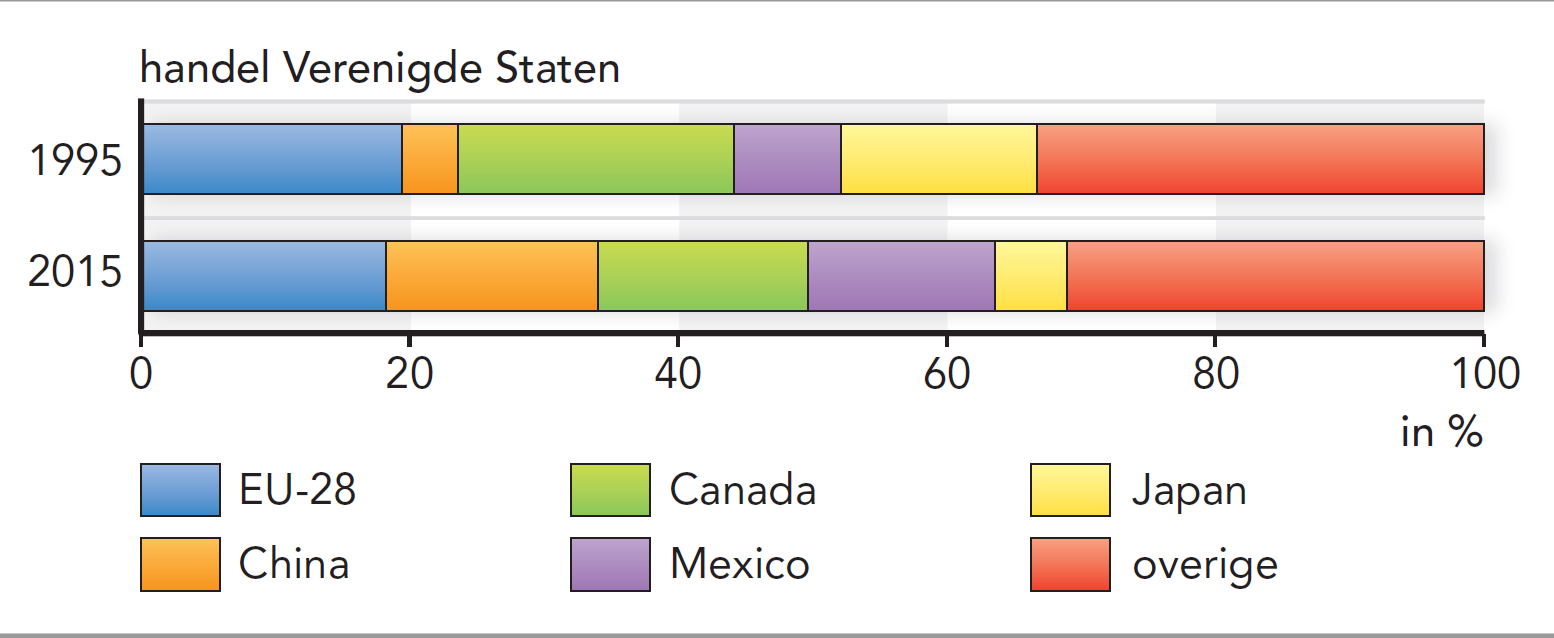 handel Verenigde Staten
1995
2015
0 20 40 60 80 100
in %
EU-28 Canada Japan
China Mexico overige